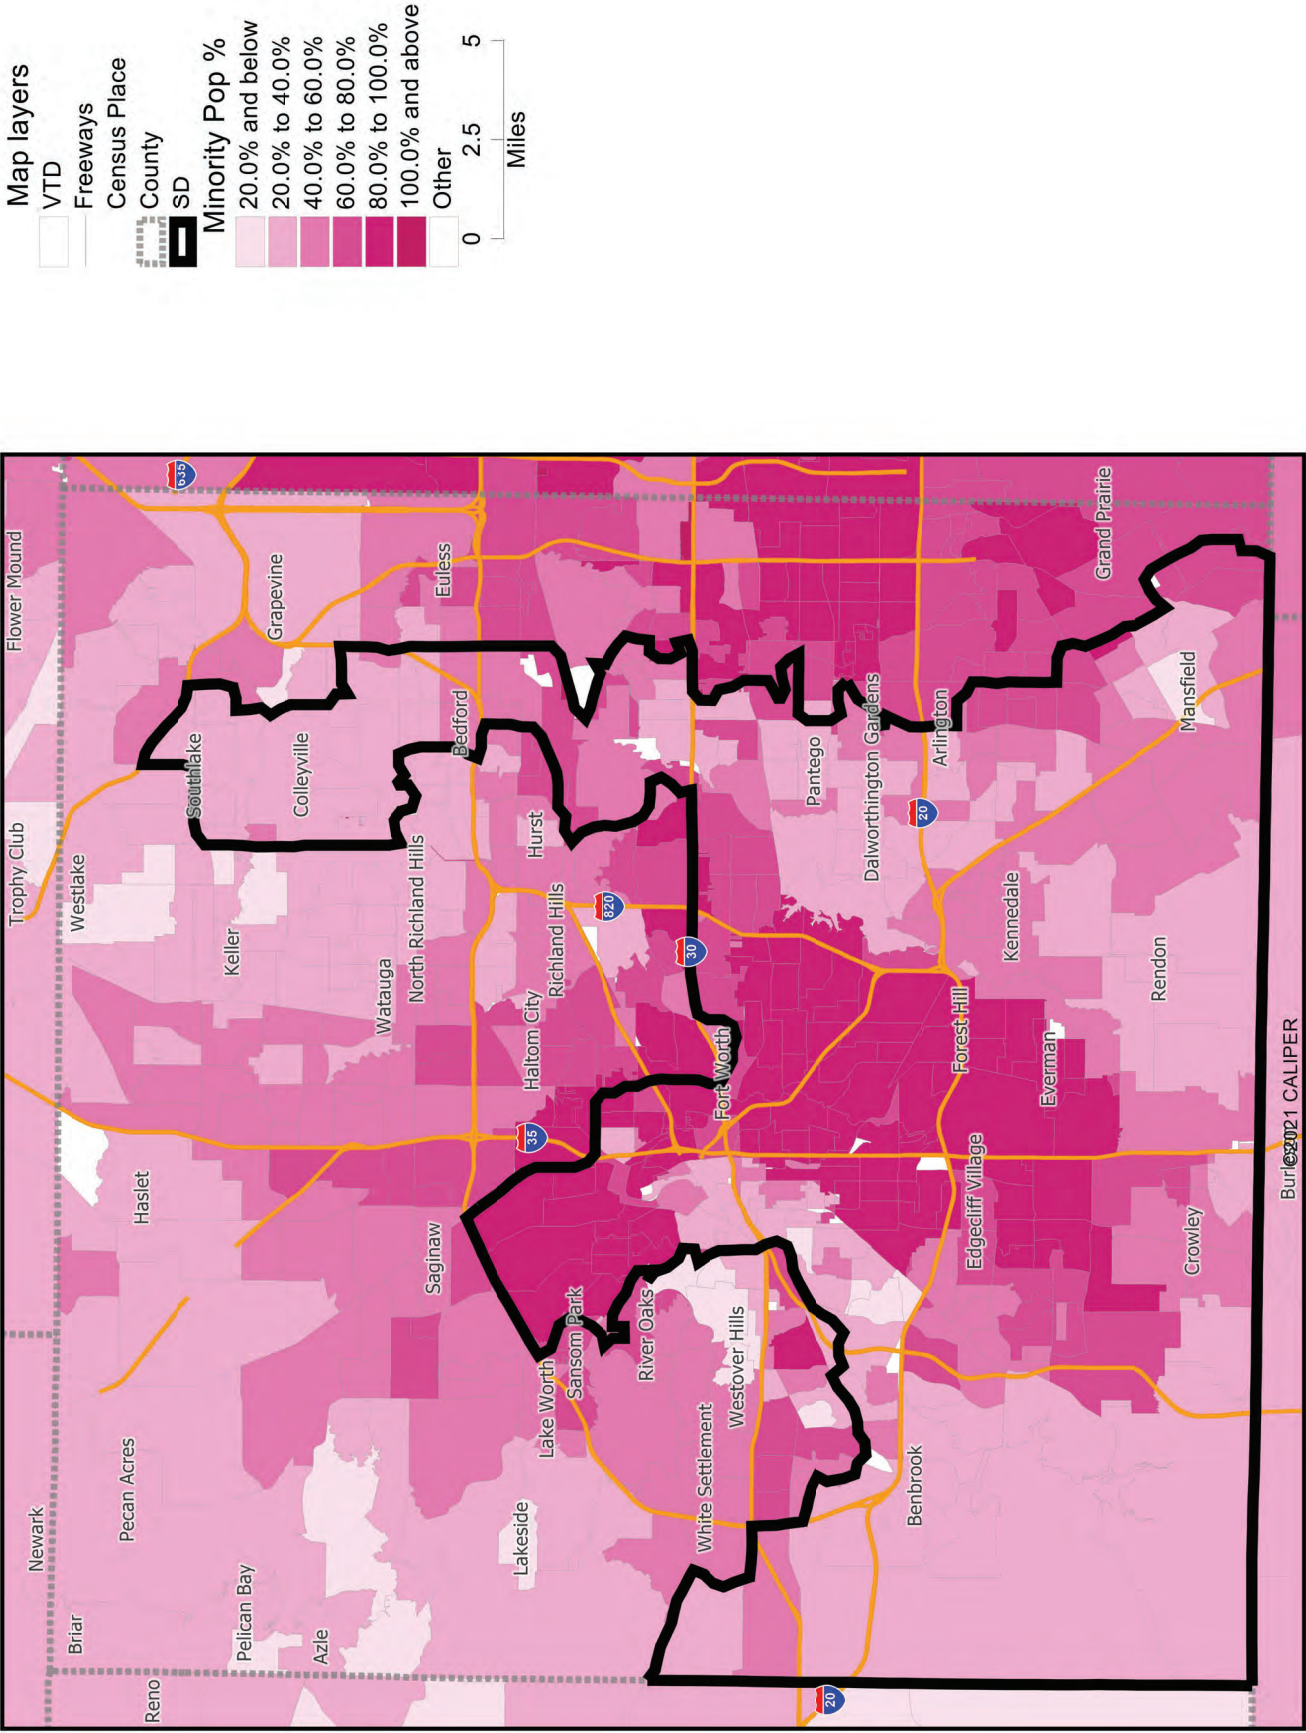 Map layers
VTD
Freeways
Census Place
County
SD
Minority Pop %
20.0% and below
20.0% to 40.0%
40.0% to 60.0%
60.0% to 80.0%
80.0% to 100.0%
100.0% and above
Other
0 2.5 5
Miles
Flower Mound
Trophy Club
Newark
Westlake
Briar
Reno
635
Pecan Acres
Haslet
Southlake
Grapevine
Keller
Colleyville
Pelican Bay
Azle
Watauga
North Richland Hills
Euless
Saginaw
Bedford
Lakeside
35
Haltom City
Hurst
Lake Worth
Richland Hills
Sansom Park
820
River Oaks
30
White Settlement
Westover Hills
Fort Worth
Pantego
20
Dalworthington Gardens
Benbrook
20
Arlington
Forest Hill
Edgecliff Village
Kennedale
Everman
Grand Prairie
Rendon
Crowley
Mansfield
©2021 CALIPER